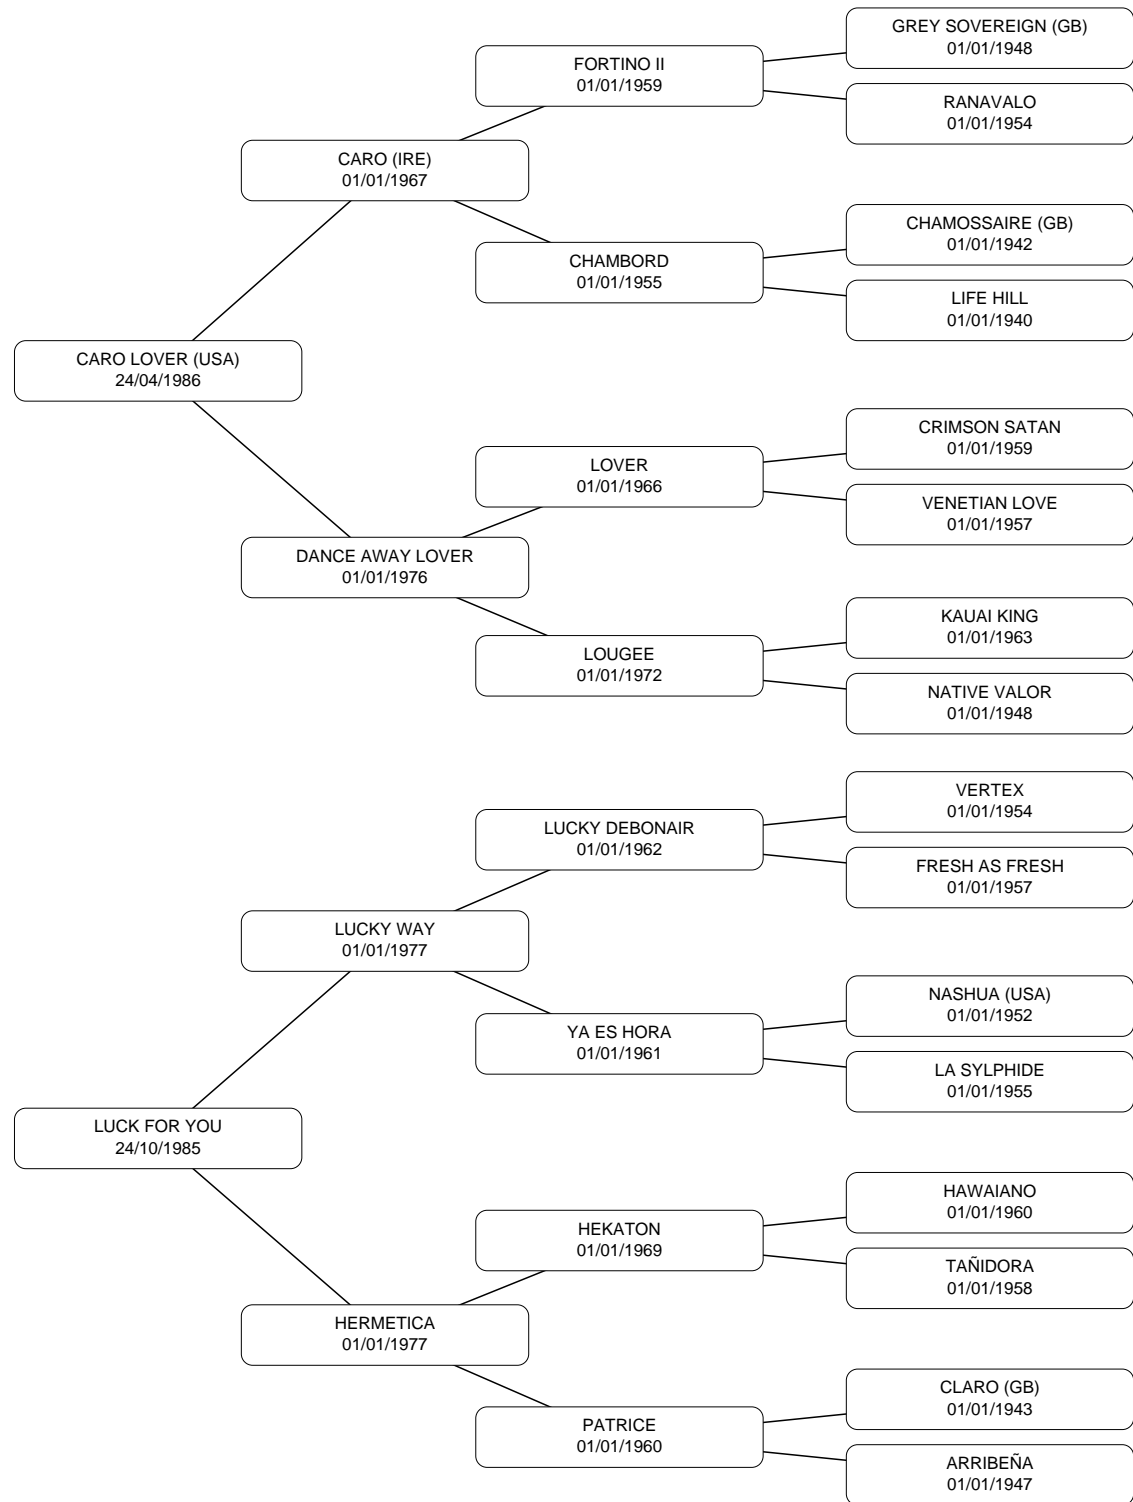 GREY SOVEREIGN (GB)
01/01/1948
FORTINO II
01/01/1959
RANAVALO
01/01/1954
CARO (IRE)
01/01/1967
CHAMOSSAIRE (GB)
01/01/1942
CHAMBORD
01/01/1955
LIFE HILL
01/01/1940
CARO LOVER (USA)
24/04/1986
CRIMSON SATAN
01/01/1959
LOVER
01/01/1966
VENETIAN LOVE
01/01/1957
DANCE AWAY LOVER
01/01/1976
KAUAI KING
01/01/1963
LOUGEE
01/01/1972
NATIVE VALOR
01/01/1948
VERTEX
01/01/1954
LUCKY DEBONAIR
01/01/1962
FRESH AS FRESH
01/01/1957
LUCKY WAY
01/01/1977
NASHUA (USA)
01/01/1952
YA ES HORA
01/01/1961
LA SYLPHIDE
01/01/1955
LUCK FOR YOU
24/10/1985
HAWAIANO
01/01/1960
HEKATON
01/01/1969
TAÑIDORA
01/01/1958
HERMETICA
01/01/1977
CLARO (GB)
01/01/1943
PATRICE
01/01/1960
ARRIBEÑA
01/01/1947